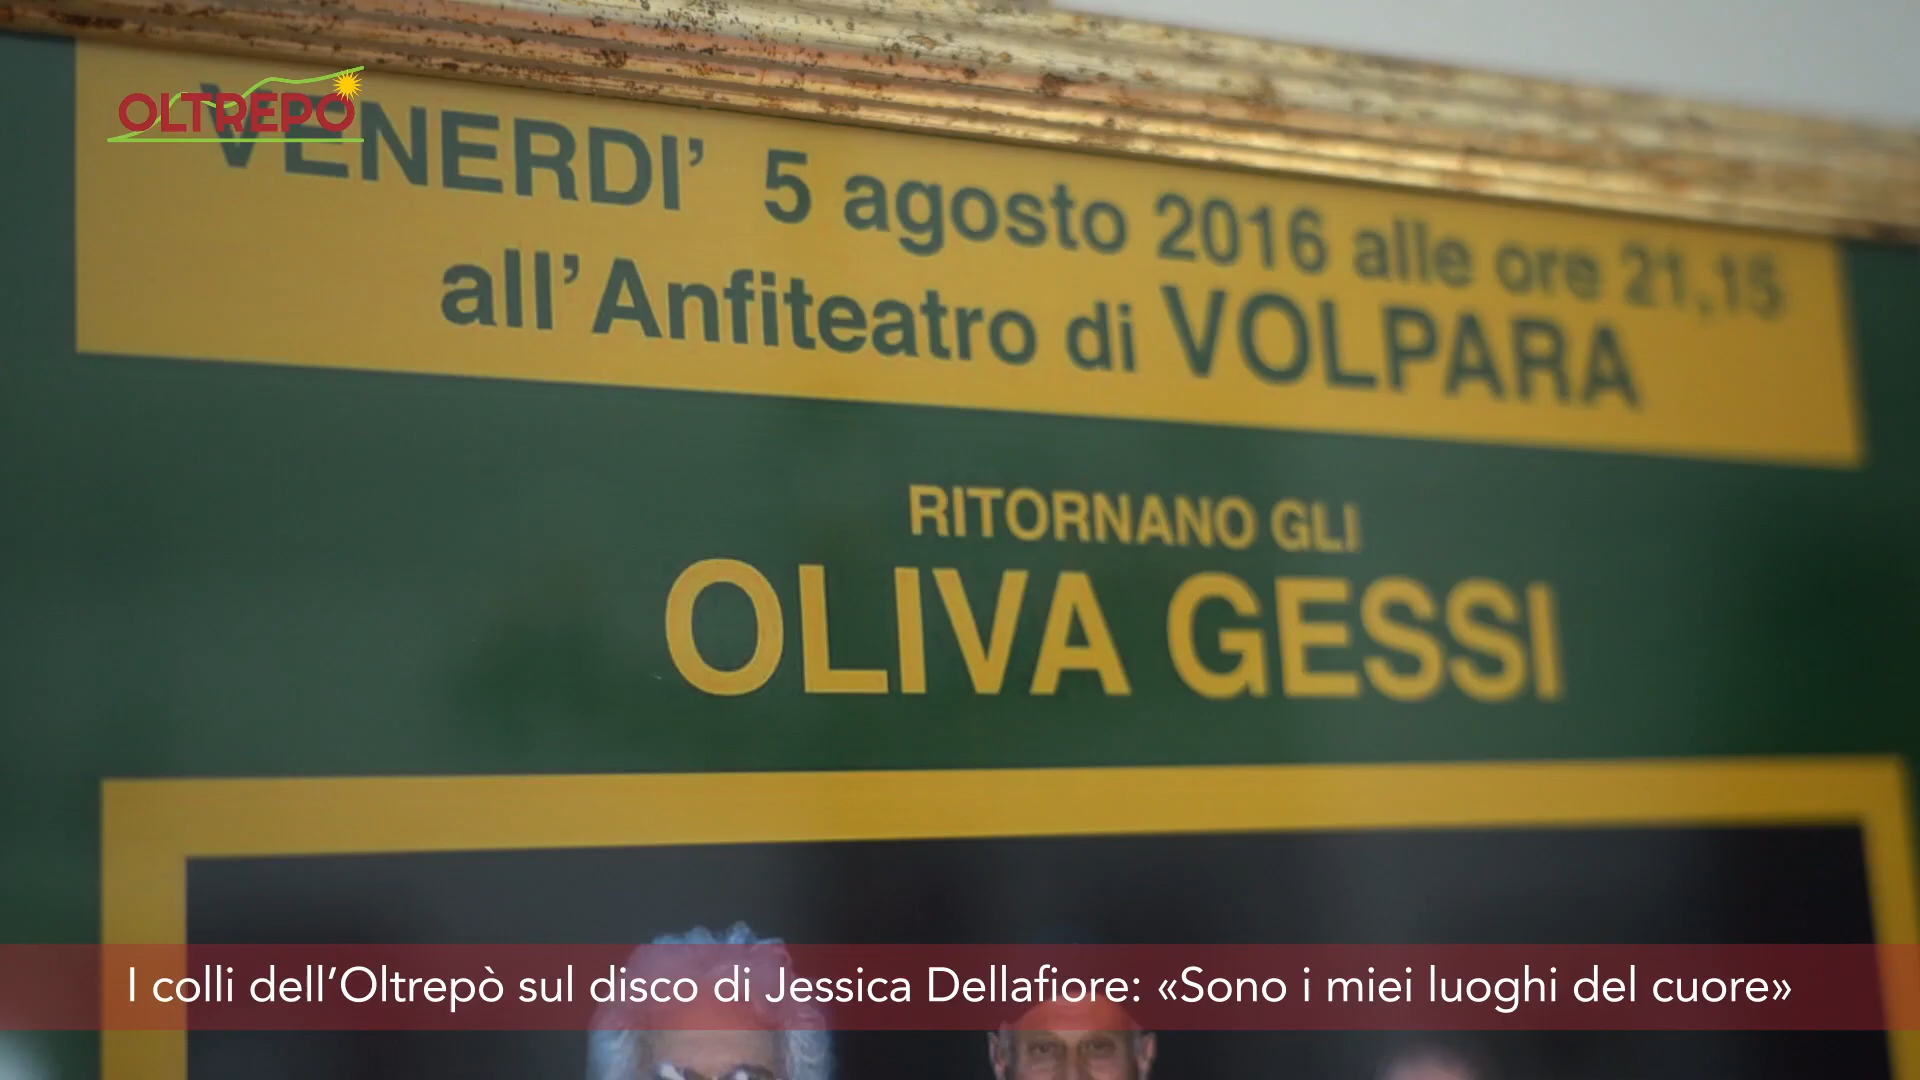 OLTREPÒ
VENERDI’ 5 agosto 2016 alle ore 21,15
all’Anfiteatro di VOLPARA
RITORNANO GLI
OLIVA GESSI
I colli dell’Oltrepò sul disco di Jessica Dellafiore: «Sono i miei luoghi del cuore»